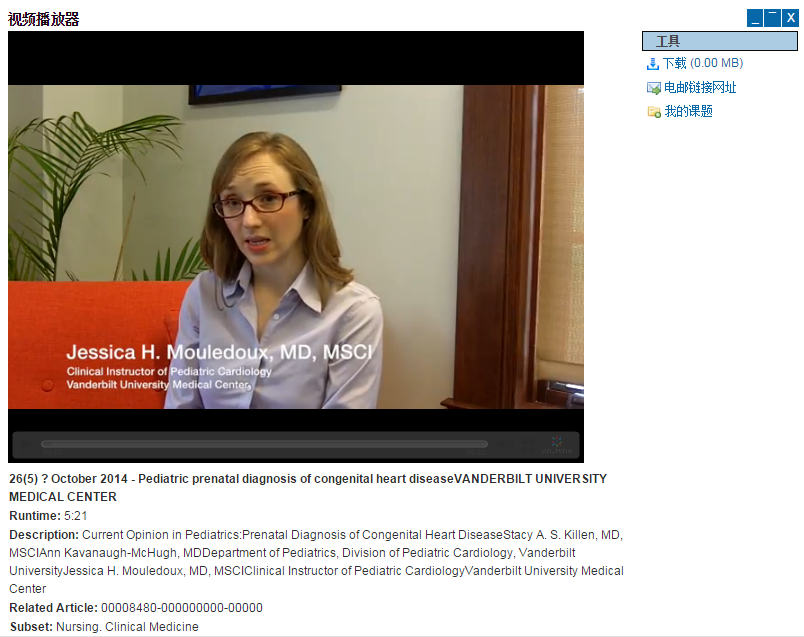 视频播放器
_ ¯ X
工具
下载 (0.00 MB)
电邮链接网址
我的课题
Jessica H. Mouledoux, MD, MSCI
Clinical Instructor of Pediatric Cardiology
Vanderbilt University Medical Center
26(5) ? October 2014 - Pediatric prenatal diagnosis of congenital heart diseaseVANDERBILT UNIVERSITY
MEDICAL CENTER
Runtime: 5:21
Description: Current Opinion in Pediatrics:Prenatal Diagnosis of Congenital Heart DiseaseStacy A. S. Killen, MD,
MSCIAnn Kavanaugh-McHugh, MDDepartment of Pediatrics, Division of Pediatric Cardiology, Vanderbilt
UniversityJessica H. Mouledoux, MD, MSCIClinical Instructor of Pediatric CardiologyVanderbilt University Medical
Center
Related Article: 00008480-000000000-00000
Subset: Nursing. Clinical Medicine